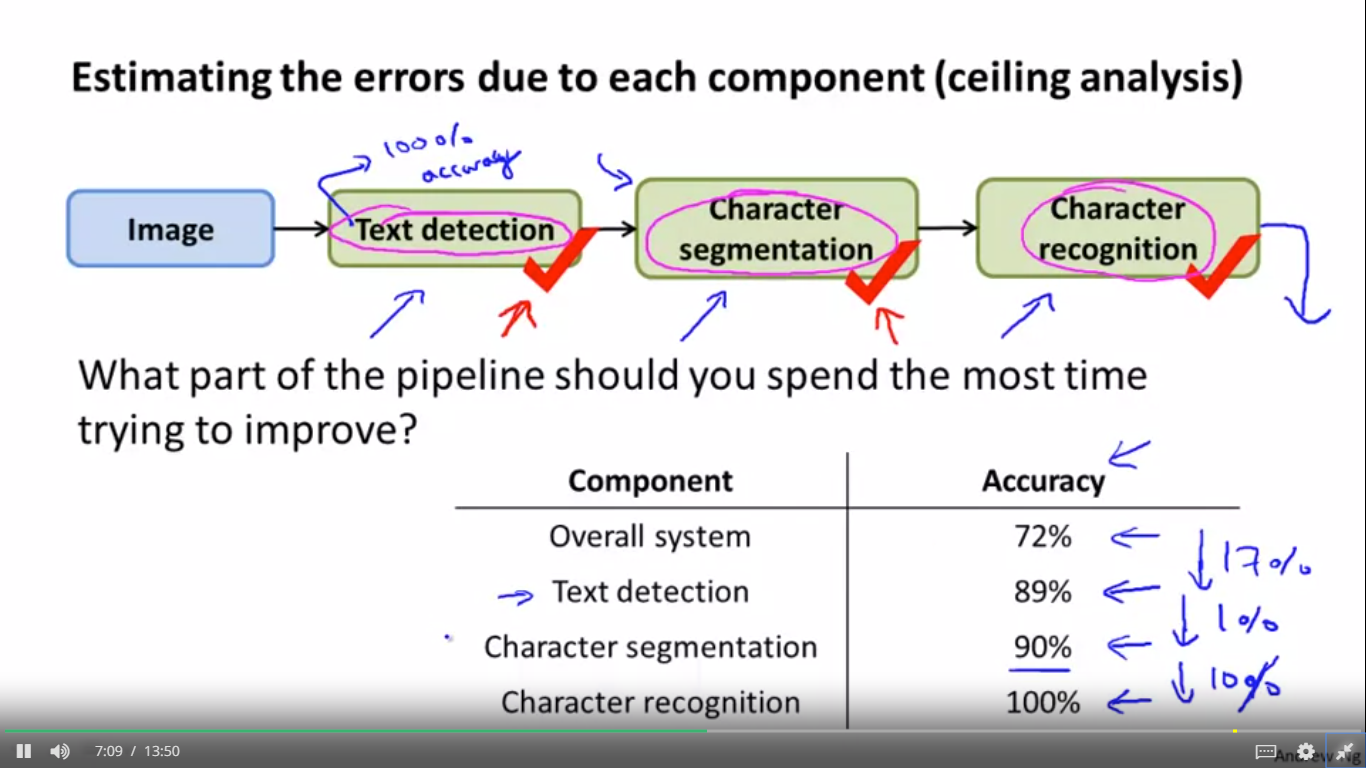 Estimating the errors due to each component (ceiling analysis)
100%
accuracy
Image
Text detection
Character
segmentation
Character
recognition
What part of the pipeline should you spend the most time
trying to improve?
Component Accuracy
Overall system 72%
17%
Text detection 89%
1%
Character segmentation 90%
10%
Character recognition 100%
7:09 / 13:50
Andrew Ng